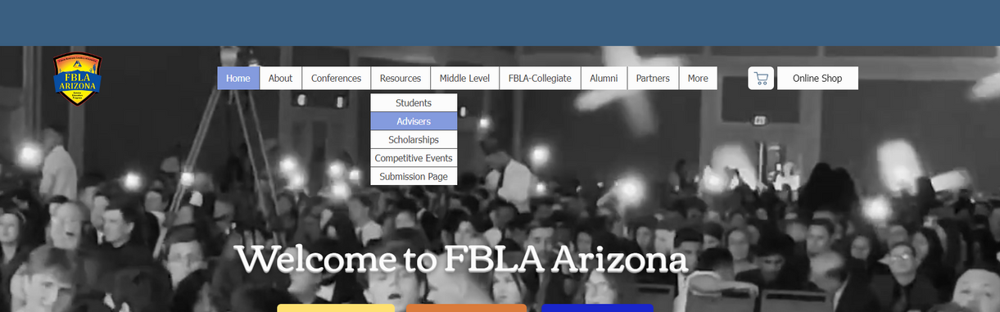 FBLA
ARIZONA
Home
About
Conferences
Resources
Middle Level
FBLA-Collegiate
Alumni
Partners
More
Online Shop
Students
Advisers
Scholarships
Competitive Events
Submission Page
Welcome to FBLA Arizona